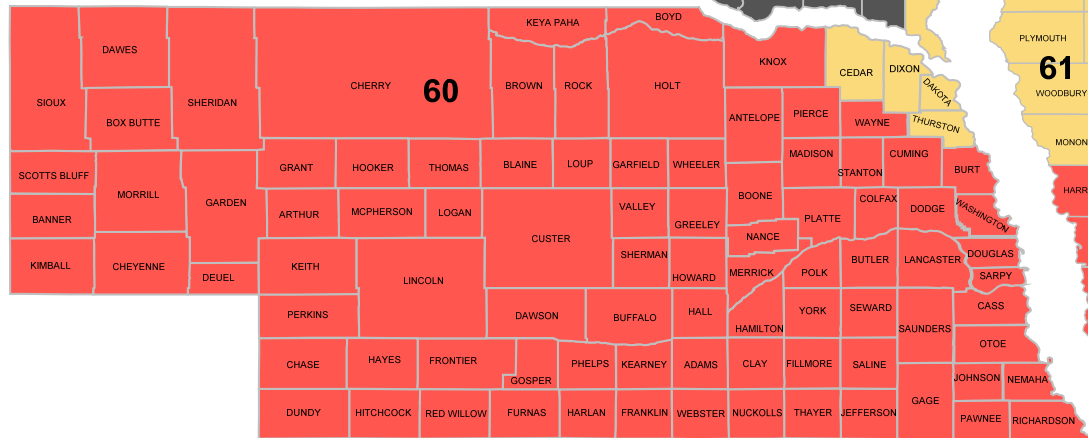 KEYA PAHA
BOYD
PLYMOUTH
DAWES
CHERRY
60
BROWN
ROCK
HOLT
KNOX
CEDAR
DIXON
61
SIOUX
SHERIDAN
DAKOTA
WOODBURY
BOX BUTTE
ANTELOPE
PIERCE
WAYNE
THURSTON
MONON
SCOTTS BLUFF
GRANT
HOOKER
THOMAS
BLAINE
LOUP
GARFIELD
WHEELER
MADISON
STANTON
CUMING
BURT
HARR
MORRILL
GARDEN
BANNER
ARTHUR
MCPHERSON
LOGAN
CUSTER
VALLEY
GREELEY
BOONE
PLATTE
COLFAX
DODGE
WASHINGTON
NANCE
KIMBALL
CHEYENNE
DEUEL
KEITH
LINCOLN
SHERMAN
HOWARD
MERRICK
POLK
BUTLER
LANCASTER
DOUGLAS
SARPY
PERKINS
DAWSON
BUFFALO
HALL
HAMILTON
YORK
SEWARD
SAUNDERS
CASS
OTOE
CHASE
HAYES
FRONTIER
GOSPER
PHELPS
KEARNEY
ADAMS
CLAY
FILLMORE
SALINE
JOHNSON
NEMAHA
DUNDY
HITCHCOCK
RED WILLOW
FURNAS
HARLAN
FRANKLIN
WEBSTER
NUCKOLLS
THAYER
JEFFERSON
GAGE
PAWNEE
RICHARDSON